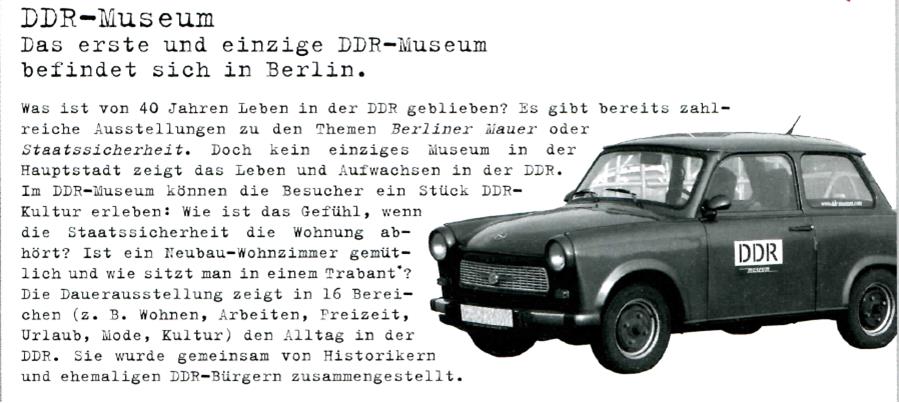 DDR-Museum
Das erste und einzige DDR-Museum
befindet sich in Berlin.
Was ist von 40 Jahren Leben in der DDR geblieben? Es gibt bereits zahl-
reiche Ausstellungen zu den Themen Berliner Mauer oder
Staatssicherheit. Doch kein einziges Museum in der
Hauptstadt zeigt das Leben und Aufwachsen in der DDR.
Im DDR-Museum können die Besucher ein Stück DDR-
Kultur erleben: Wie ist das Gefühl, wenn
die Staatssicherheit die Wohnung ab-
hört? Ist ein Neubau-Wohnzimmer gemüt-
lich und wie sitzt man in einem Trabant*?
Die Dauerausstellung zeigt in 16 Berei-
chen (z. B. Wohnen, Arbeiten, Freizeit,
Urlaub, Mode, Kultur) den Alltag in der
DDR. Sie wurde gemeinsam von Historikern
und ehemaligen DDR-Bürgern zusammengestellt.
www.ddr-museum.com
DDR
museum